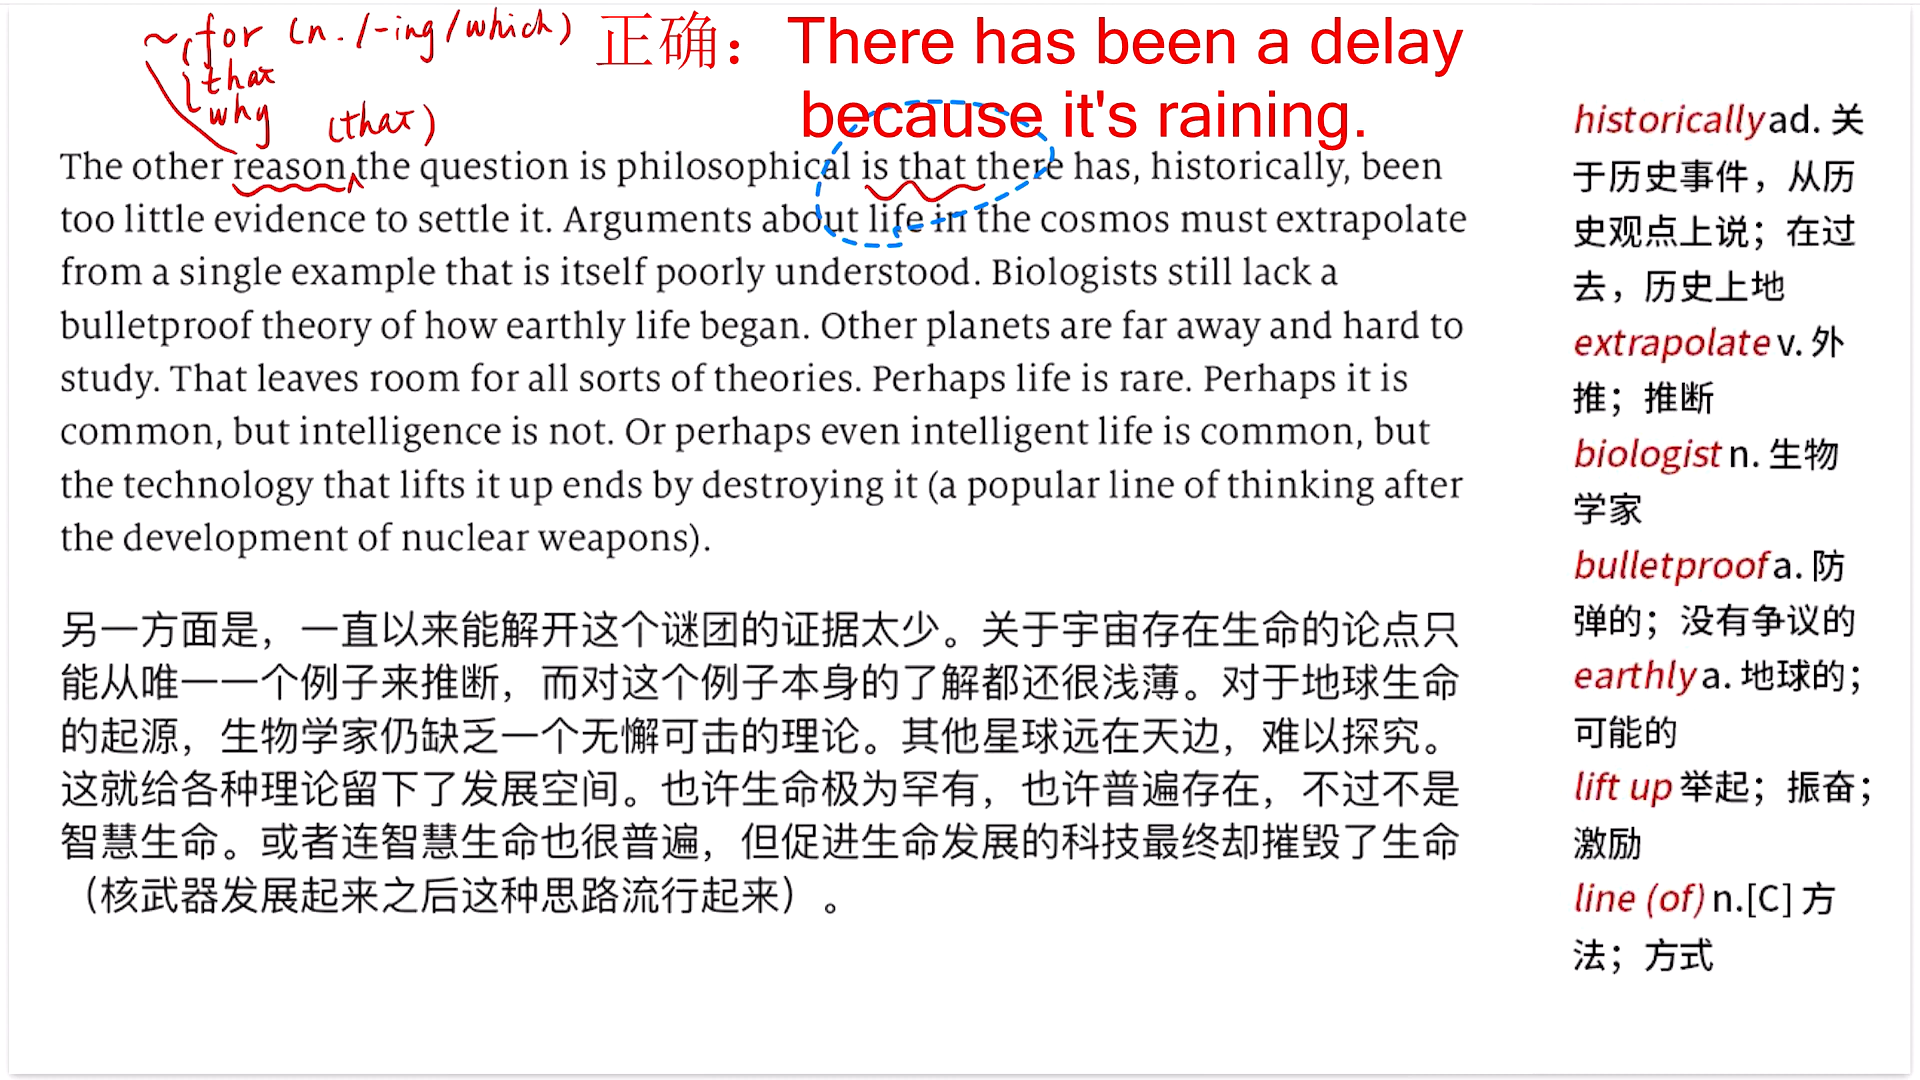 ~ for (n. / -ing / which)
that
why
(that)
正确：There has been a delay
because it's raining.
The other reason the question is philosophical is that there has, historically, been
too little evidence to settle it. Arguments about life in the cosmos must extrapolate
from a single example that is itself poorly understood. Biologists still lack a
bulletproof theory of how earthly life began. Other planets are far away and hard to
study. That leaves room for all sorts of theories. Perhaps life is rare. Perhaps it is
common, but intelligence is not. Or perhaps even intelligent life is common, but
the technology that lifts it up ends by destroying it (a popular line of thinking after
the development of nuclear weapons).
另一方面是，一直以来能解开这个谜团的证据太少。关于宇宙存在生命的论点只
能从唯一一个例子来推断，而对这个例子本身的了解都还很浅薄。对于地球生命
的起源，生物学家仍缺乏一个无懈可击的理论。其他星球远在天边，难以探究。
这就给各种理论留下了发展空间。也许生命极为罕有，也许普遍存在，不过不是
智慧生命。或者连智慧生命也很普遍，但促进生命发展的科技最终却摧毁了生命
（核武器发展起来之后这种思路流行起来）。
historically ad. 关
于历史事件，从历
史观点上说；在过
去，历史上地
extrapolate v. 外
推；推断
biologist n. 生物
学家
bulletproof a. 防
弹的；没有争议的
earthly a. 地球的；
可能的
lift up 举起；振奋；
激励
line (of) n.[C] 方
法；方式